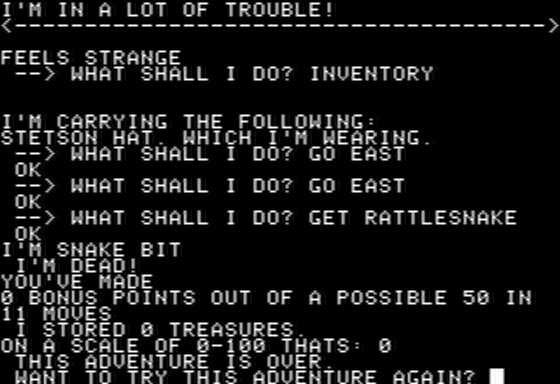 I'M IN A LOT OF TROUBLE!
<-------------------------------------->
FEELS STRANGE
--> WHAT SHALL I DO? INVENTORY
I'M CARRYING THE FOLLOWING:
STETSON HAT. WHICH I'M WEARING.
--> WHAT SHALL I DO? GO EAST
OK
--> WHAT SHALL I DO? GO EAST
OK
--> WHAT SHALL I DO? GET RATTLESNAKE
OK
I'M SNAKE BIT
I'M DEAD!
YOU'VE MADE
0 BONUS POINTS OUT OF A POSSIBLE 50 IN
11 MOVES
I STORED 0 TREASURES.
ON A SCALE OF 0-100 THATS: 0
THIS ADVENTURE IS OVER.
WANT TO TRY THIS ADVENTURE AGAIN?